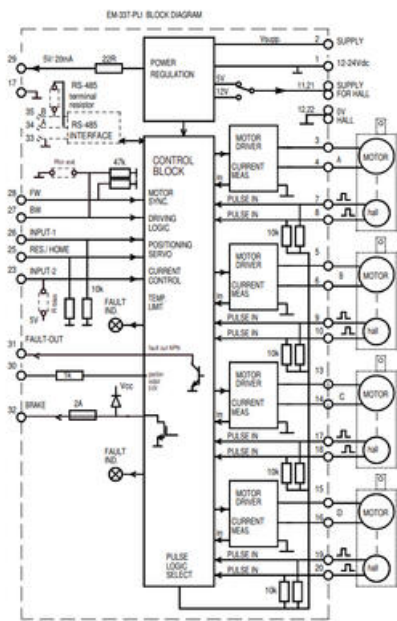 EM-337-PLI BLOCK DIAGRAM
29
5V/ 20mA
22R
POWER
REGULATION
Vsupp.
2
SUPPLY
1
12-24Vdc
17
5V
12V
11,21
SUPPLY
FOR HALL
12,22
0V
HALL
RS-485
terminal
resistor
35
B
34
A
33
RS-485
INTERFACE
47k
CONTROL
BLOCK
MOTOR
SYNC.
DRIVING
LOGIC
POSITIONING
SERVO
CURRENT
CONTROL
TEMP.
LIMIT
28
FW
27
BW
26
INPUT-1
25
RES./ HOME
23
INPUT-2
10k
5V
FAULT
IND.
31
FAULT-OUT
fault out NPN
30
1k
32
BRAKE
2A
Vcc
FAULT
IND.
PULSE
LOGIC
SELECT
MOTOR
DRIVER
CURRENT
MEAS.
3
4
A
MOTOR
PULSE IN
7
PULSE IN
8
hall
10k
MOTOR
DRIVER
CURRENT
MEAS.
5
6
B
MOTOR
PULSE IN
9
PULSE IN
10
hall
10k
MOTOR
DRIVER
CURRENT
MEAS.
13
14
C
MOTOR
PULSE IN
17
PULSE IN
18
hall
10k
MOTOR
DRIVER
CURRENT
MEAS.
15
16
D
MOTOR
PULSE IN
19
PULSE IN
20
hall
10k